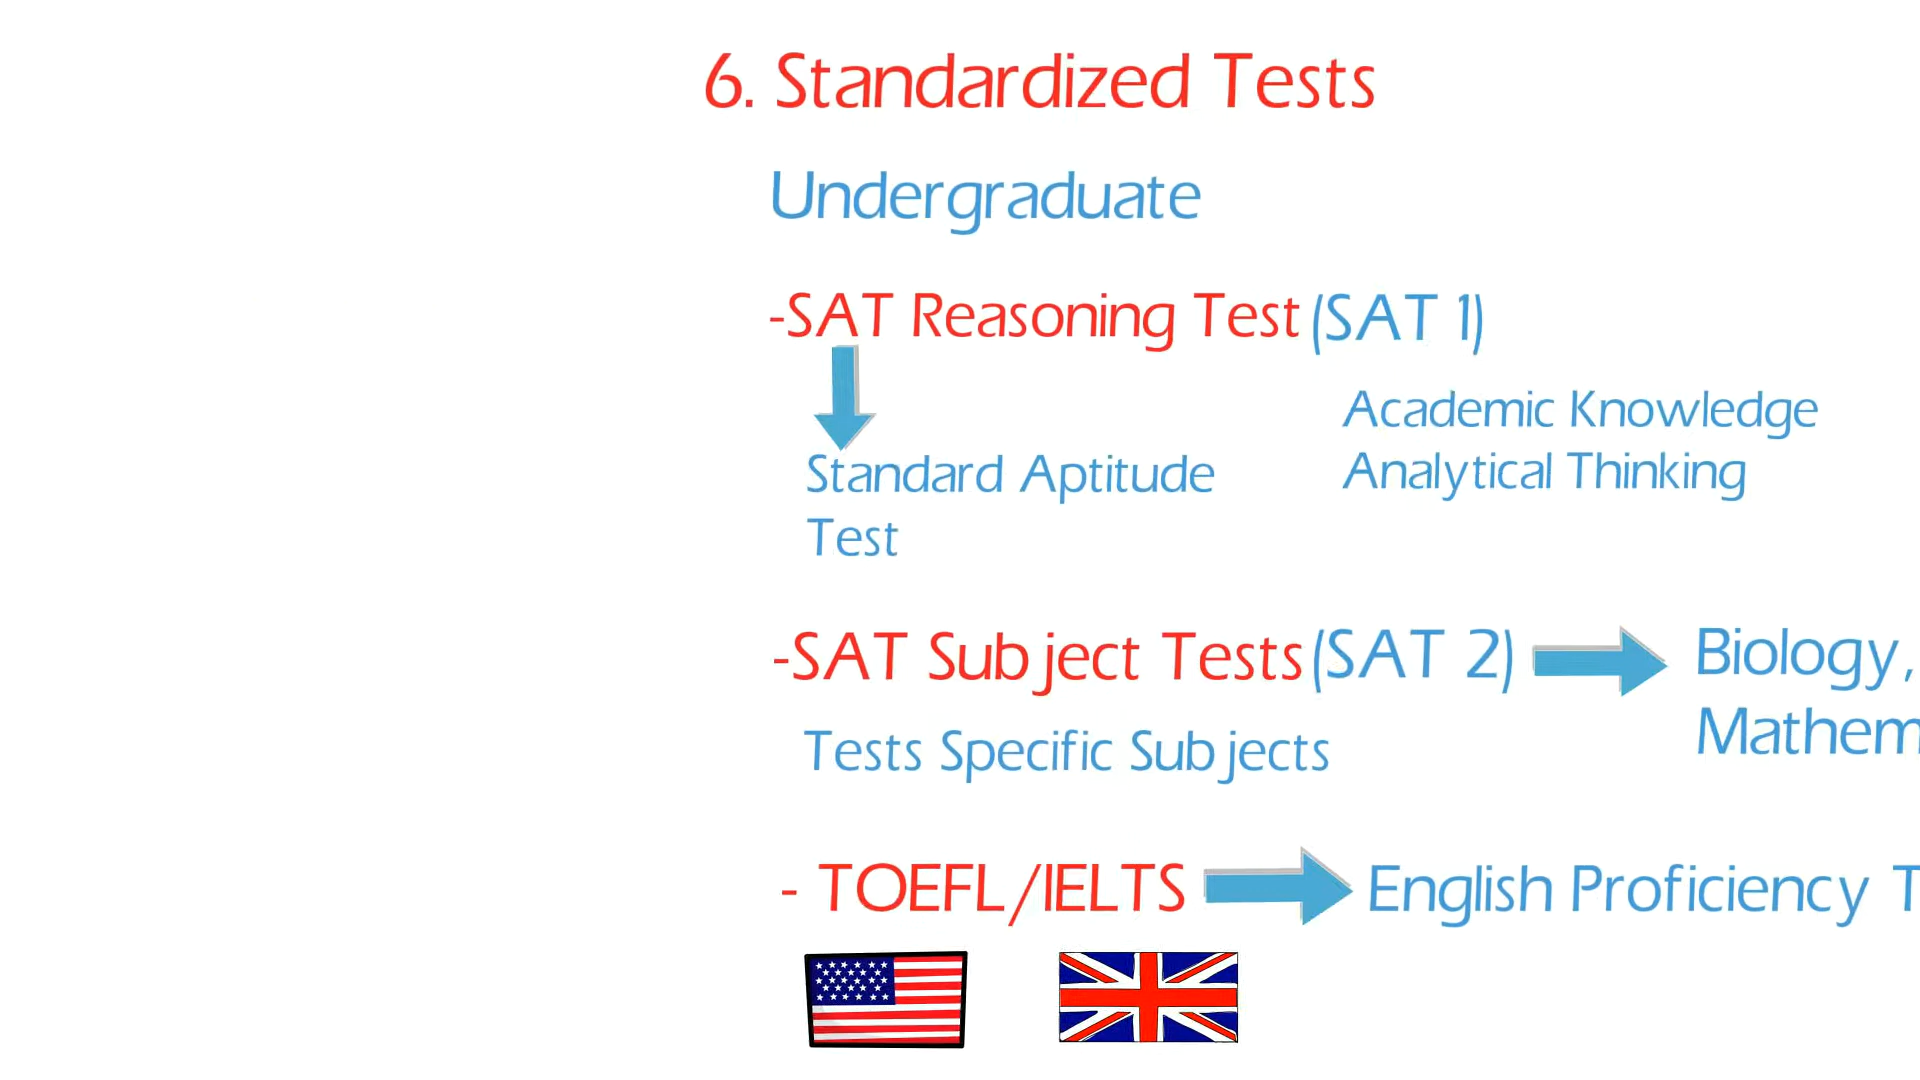 6. Standardized Tests
Undergraduate
-SAT Reasoning Test (SAT 1)
Academic Knowledge
Analytical Thinking
Standard Aptitude
Test
-SAT Subject Tests (SAT 2)
Biology,
Mathem
Tests Specific Subjects
- TOEFL/IELTS
English Proficiency T